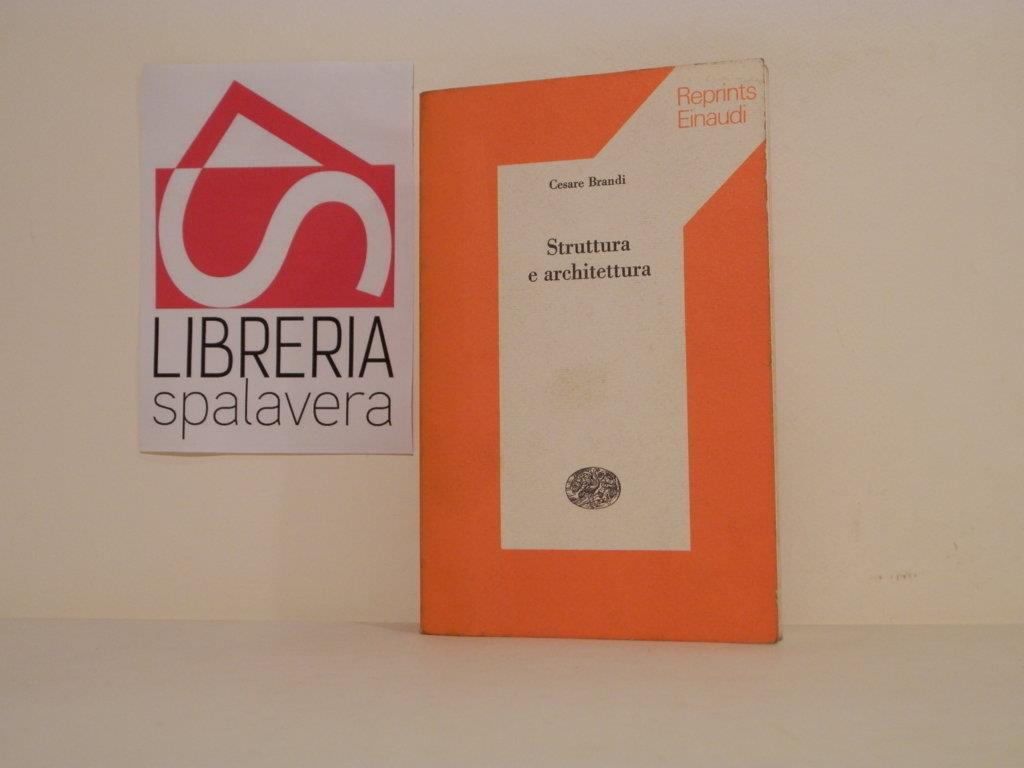 LIBRERIA
spalavera
Reprints
Einaudi
Cesare Brandi
Struttura
e architettura